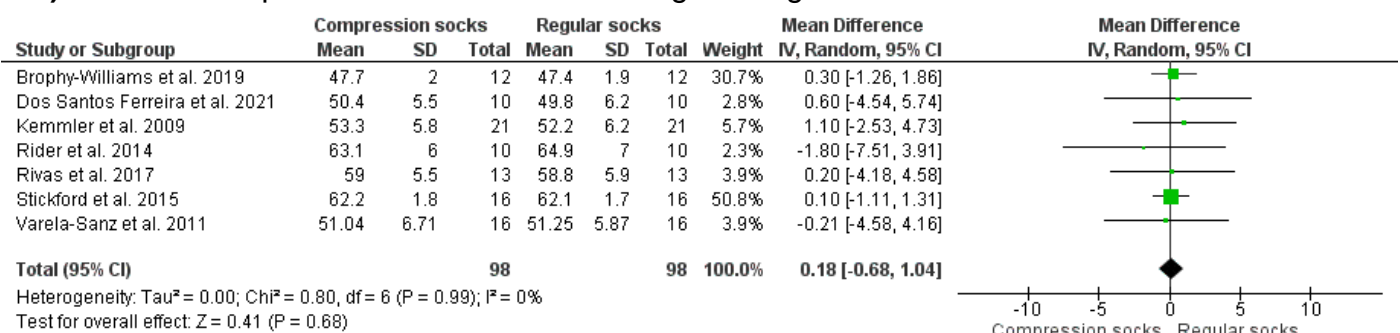 Compression socks Regular socks Mean Difference Mean Difference
Study or Subgroup Mean SD Total Mean SD Total Weight IV, Random, 95% CI IV, Random, 95% CI
Brophy-Williams et al. 2019 47.7 2 12 47.4 1.9 12 30.7% 0.30 [-1.26, 1.86]
Dos Santos Ferreira et al. 2021 50.4 5.5 10 49.8 6.2 10 2.8% 0.60 [-4.54, 5.74]
Kemmler et al. 2009 53.3 5.8 21 52.2 6.2 21 5.7% 1.10 [-2.53, 4.73]
Rider et al. 2014 63.1 6 10 64.9 7 10 2.3% -1.80 [-7.51, 3.91]
Rivas et al. 2017 59 5.5 13 58.8 5.9 13 3.9% 0.20 [-4.18, 4.58]
Stickford et al. 2015 62.2 1.8 16 62.1 1.7 16 50.8% 0.10 [-1.11, 1.31]
Varela-Sanz et al. 2011 51.04 6.71 16 51.25 5.87 16 3.9% -0.21 [-4.58, 4.16]
Total (95% CI) 98 98 100.0% 0.18 [-0.68, 1.04]
Heterogeneity: Tau² = 0.00; Chi² = 0.80, df = 6 (P = 0.99); I² = 0%
Test for overall effect: Z = 0.41 (P = 0.68)
-10 -5 0 5 10
Compression socks Regular socks